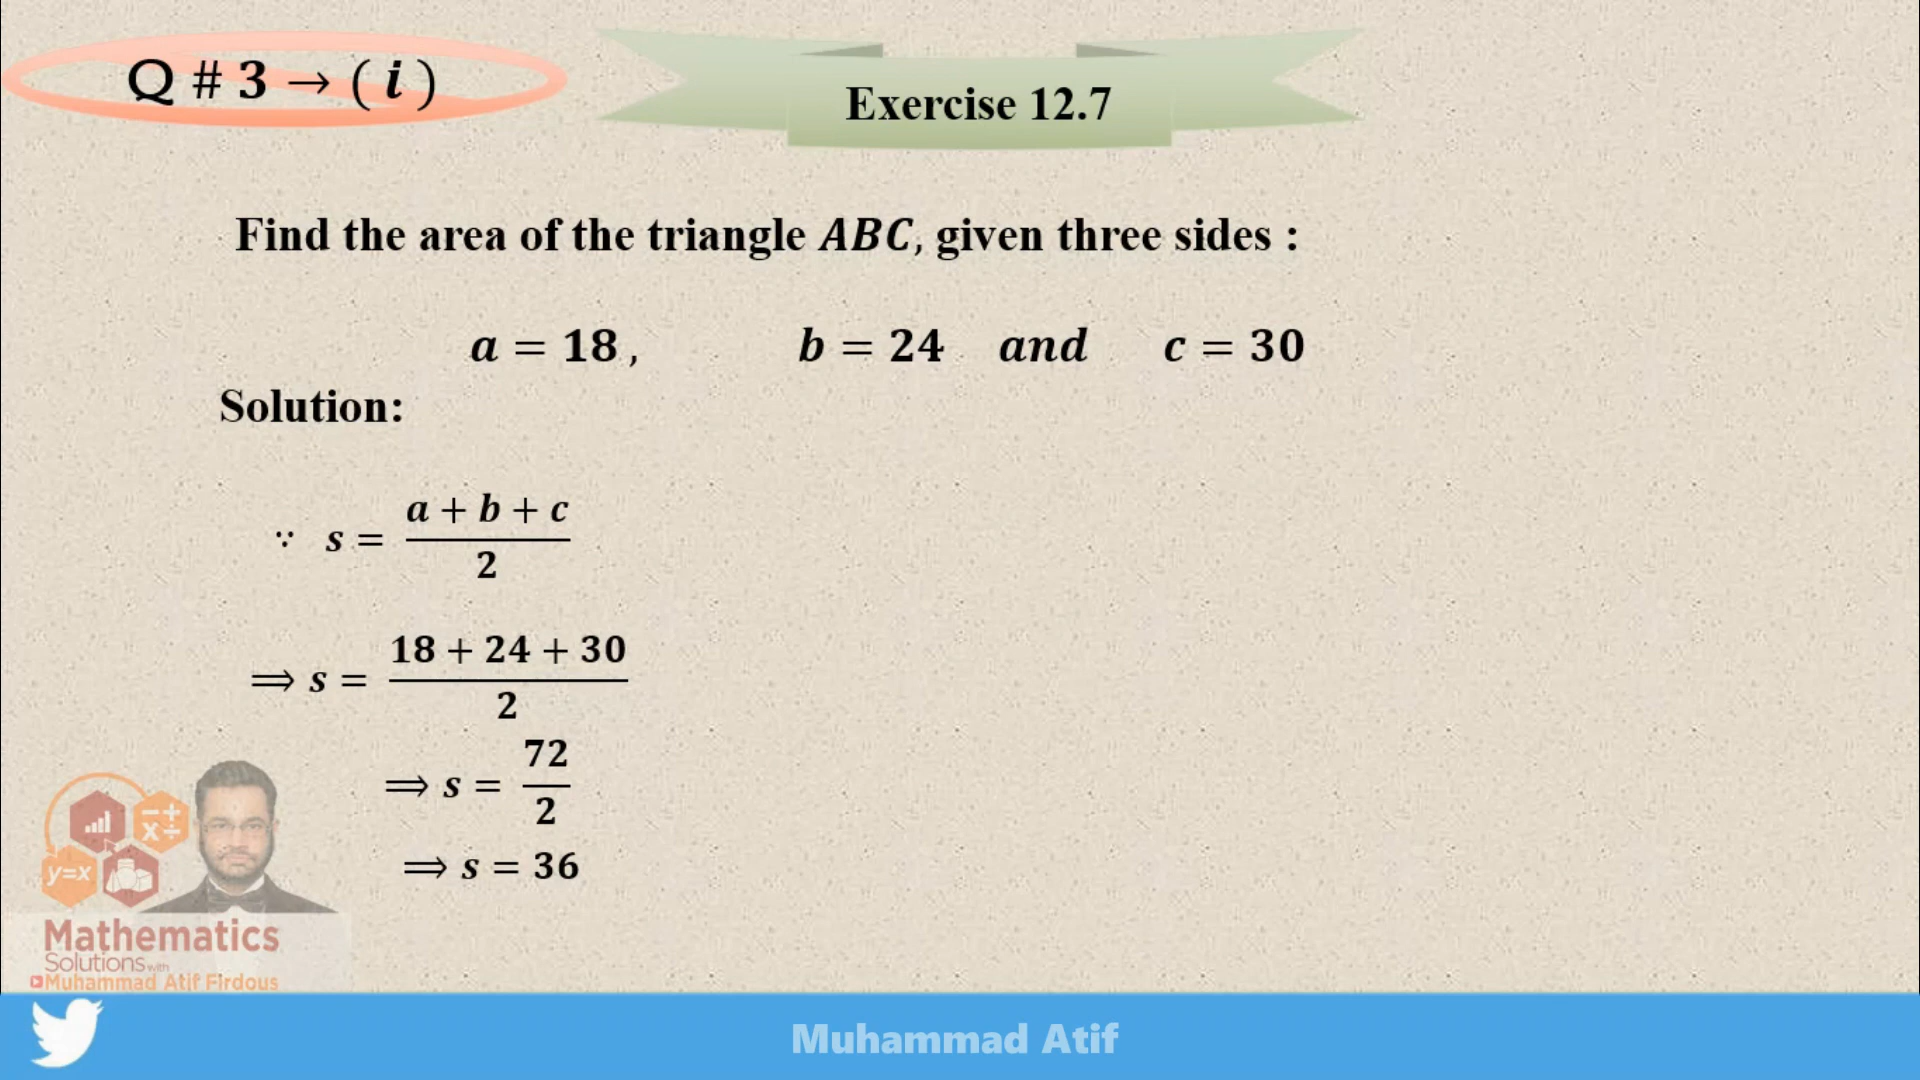 Q # 3 → ( i )
Exercise 12.7
Find the area of the triangle ABC, given three sides :
a = 18 , b = 24 and c = 30
Solution:
∵ s = (a + b + c)/2
⟹ s = (18 + 24 + 30)/2
⟹ s = 72/2
⟹ s = 36
y=x
Mathematics
Solutions with
Muhammad Atif Firdous
Muhammad Atif